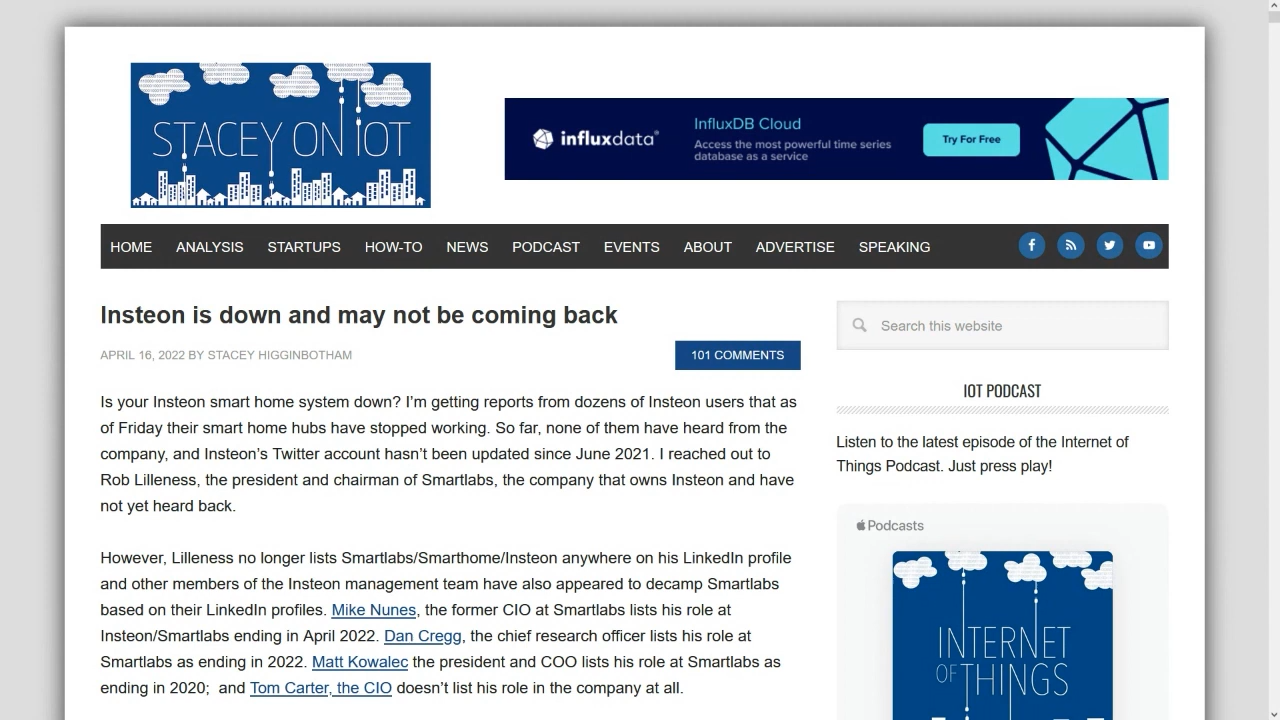 STACEY ON IOT
influxdata®
InfluxDB Cloud
Access the most powerful time series
database as a service
Try For Free
HOME ANALYSIS STARTUPS HOW-TO NEWS PODCAST EVENTS ABOUT ADVERTISE SPEAKING
Insteon is down and may not be coming back
APRIL 16, 2022 BY STACEY HIGGINBOTHAM
101 COMMENTS
Is your Insteon smart home system down? I’m getting reports from dozens of Insteon users that as
of Friday their smart home hubs have stopped working. So far, none of them have heard from the
company, and Insteon’s Twitter account hasn’t been updated since June 2021. I reached out to
Rob Lilleness, the president and chairman of Smartlabs, the company that owns Insteon and have
not yet heard back.
However, Lilleness no longer lists Smartlabs/Smarthome/Insteon anywhere on his LinkedIn profile
and other members of the Insteon management team have also appeared to decamp Smartlabs
based on their LinkedIn profiles. Mike Nunes, the former CIO at Smartlabs lists his role at
Insteon/Smartlabs ending in April 2022. Dan Cregg, the chief research officer lists his role at
Smartlabs as ending in 2022. Matt Kowalec the president and COO lists his role at Smartlabs as
ending in 2020;  and Tom Carter, the CIO doesn’t list his role in the company at all.
Search this website
IOT PODCAST
Listen to the latest episode of the Internet of
Things Podcast. Just press play!
Podcasts
INTERNET
OF THINGS